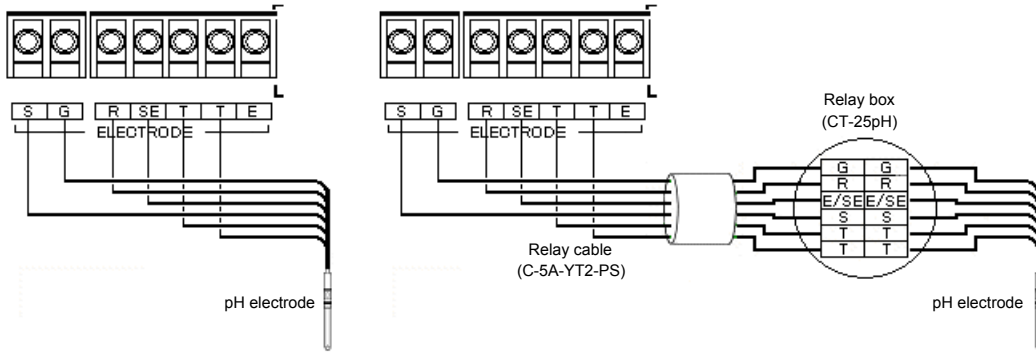 S G R SE T T E
ELECTRODE
pH electrode
S G R SE T T E
ELECTRODE
Relay cable
(C-5A-YT2-PS)
Relay box
(CT-25pH)
G G
R R
E/SE E/SE
S S
T T
T T
pH electrode